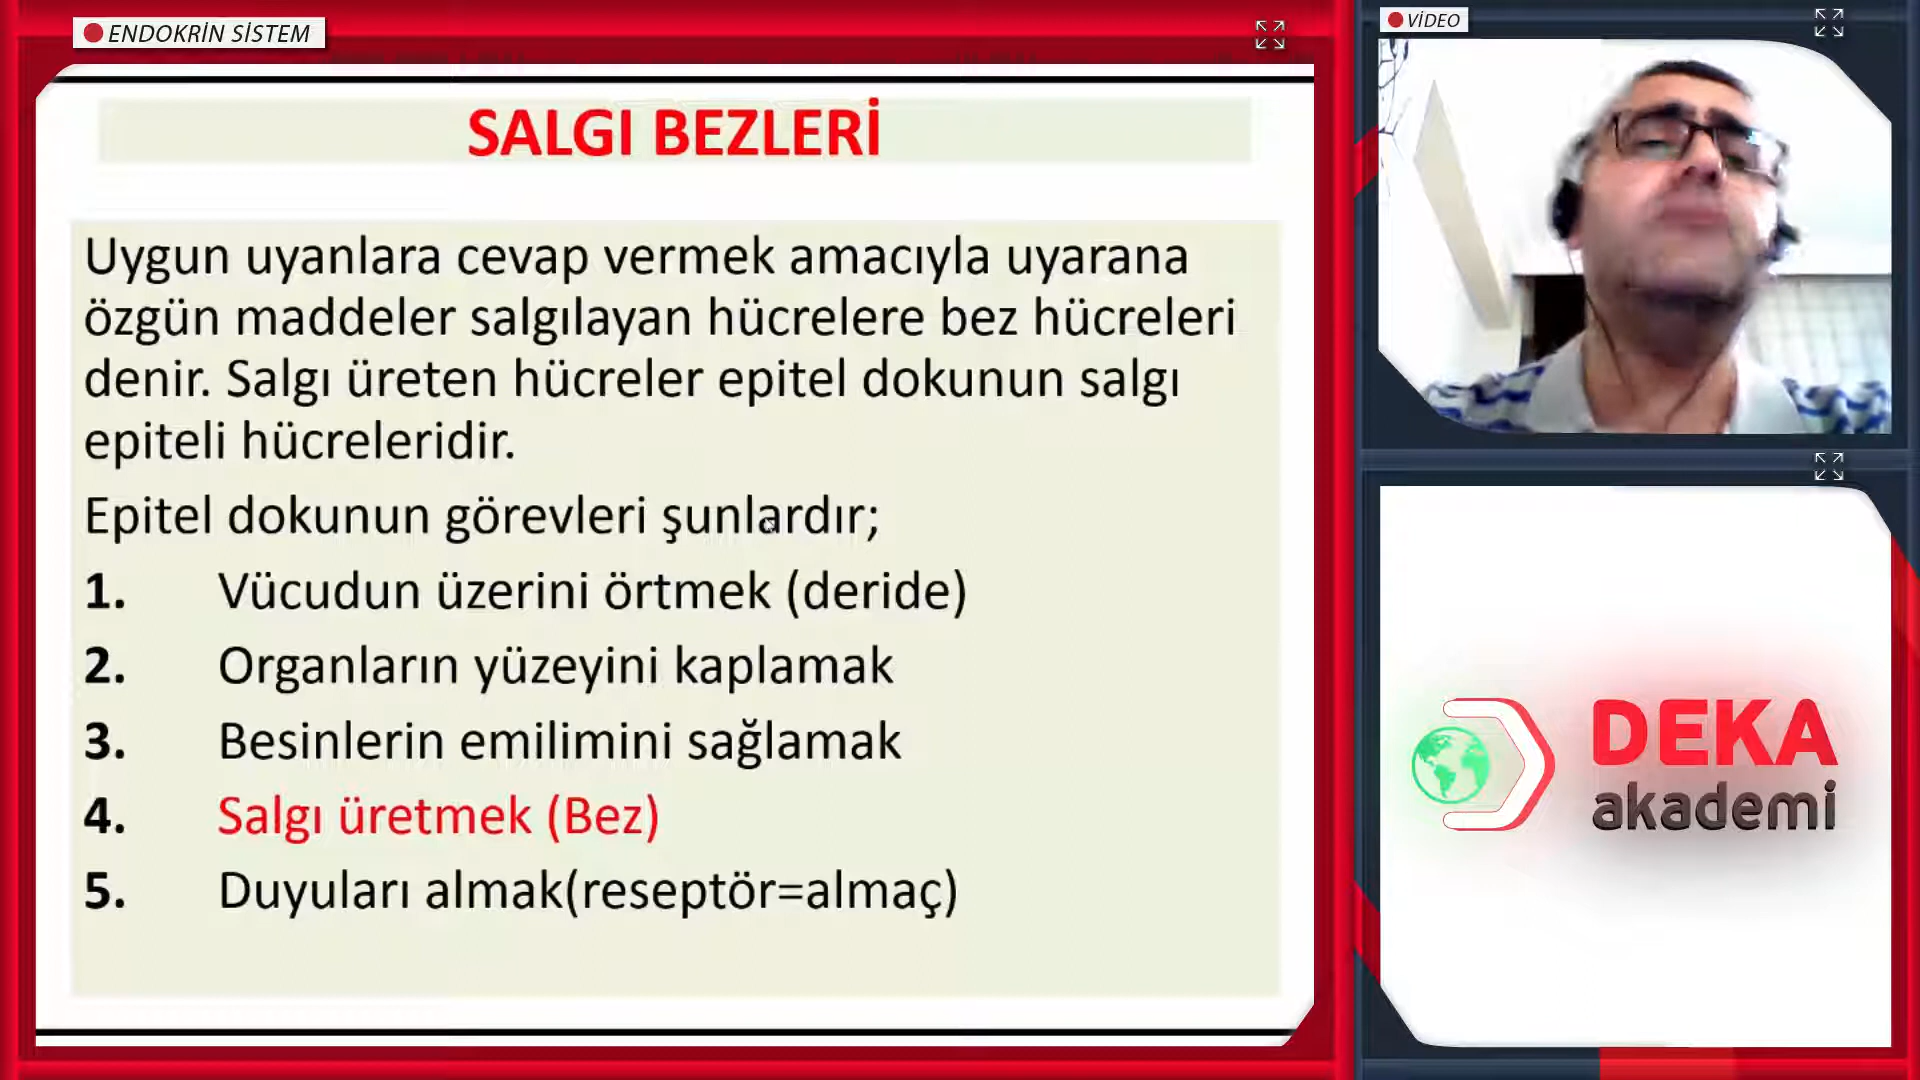 ENDOKRİN SİSTEM
SALGI BEZLERİ
Uygun uyanlara cevap vermek amacıyla uyarana
özgün maddeler salgılayan hücrelere bez hücreleri
denir. Salgı üreten hücreler epitel dokunun salgı
epiteli hücreleridir.
Epitel dokunun görevleri şunlardır;
1. Vücudun üzerini örtmek (deride)
2. Organların yüzeyini kaplamak
3. Besinlerin emilimini sağlamak
4. Salgı üretmek (Bez)
5. Duyuları almak(reseptör=almaç)
VİDEO
DEKA
akademi